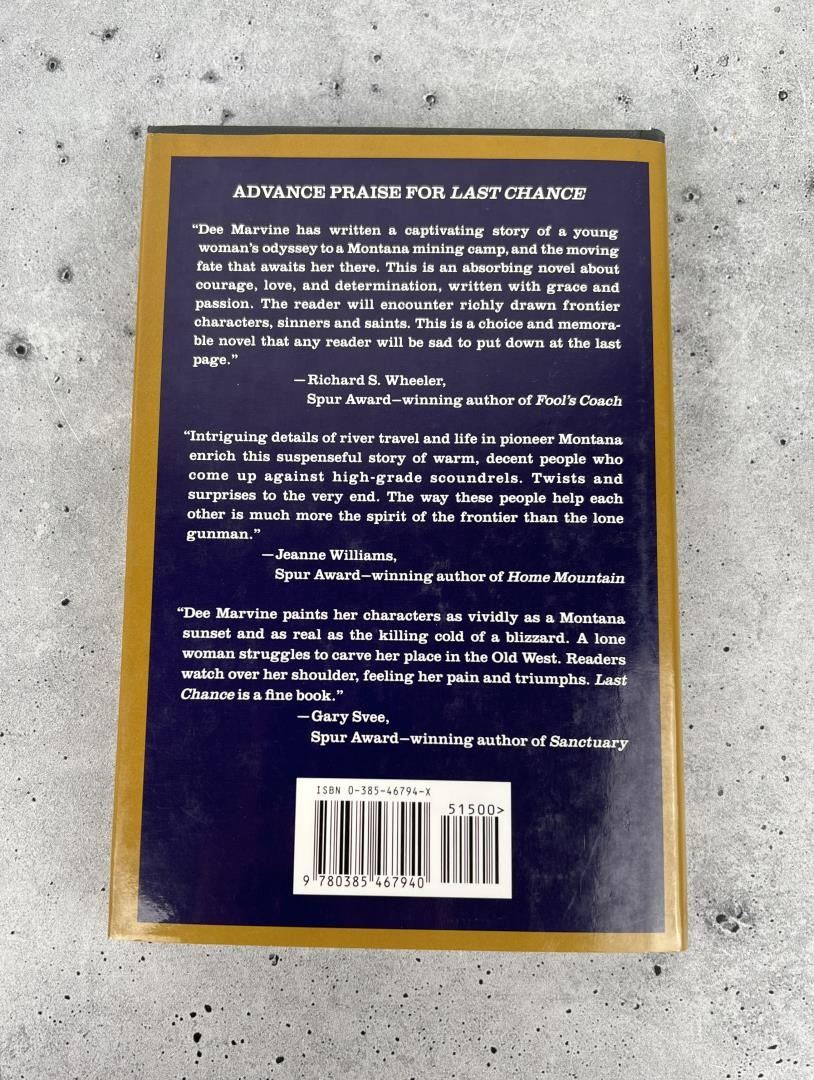 ADVANCE PRAISE FOR LAST CHANCE
“Dee Marvine has written a captivating story of a young
woman’s odyssey to a Montana mining camp, and the moving
fate that awaits her there. This is an absorbing novel about
courage, love, and determination, written with grace and
passion. The reader will encounter richly drawn frontier
characters, sinners and saints. This is a choice and memora-
ble novel that any reader will be sad to put down at the last
page.”
—Richard S. Wheeler,
Spur Award–winning author of Fool’s Coach
“Intriguing details of river travel and life in pioneer Montana
enrich this suspenseful story of warm, decent people who
come up against high-grade scoundrels. Twists and
surprises to the very end. The way these people help each
other is much more the spirit of the frontier than the lone
gunman.”
—Jeanne Williams,
Spur Award–winning author of Home Mountain
“Dee Marvine paints her characters as vividly as a Montana
sunset and as real as the killing cold of a blizzard. A lone
woman struggles to carve her place in the Old West. Readers
watch over her shoulder, feeling her pain and triumphs. Last
Chance is a fine book.”
—Gary Svee,
Spur Award–winning author of Sanctuary
ISBN 0-385-46794-X
51500>
9 780385 467940